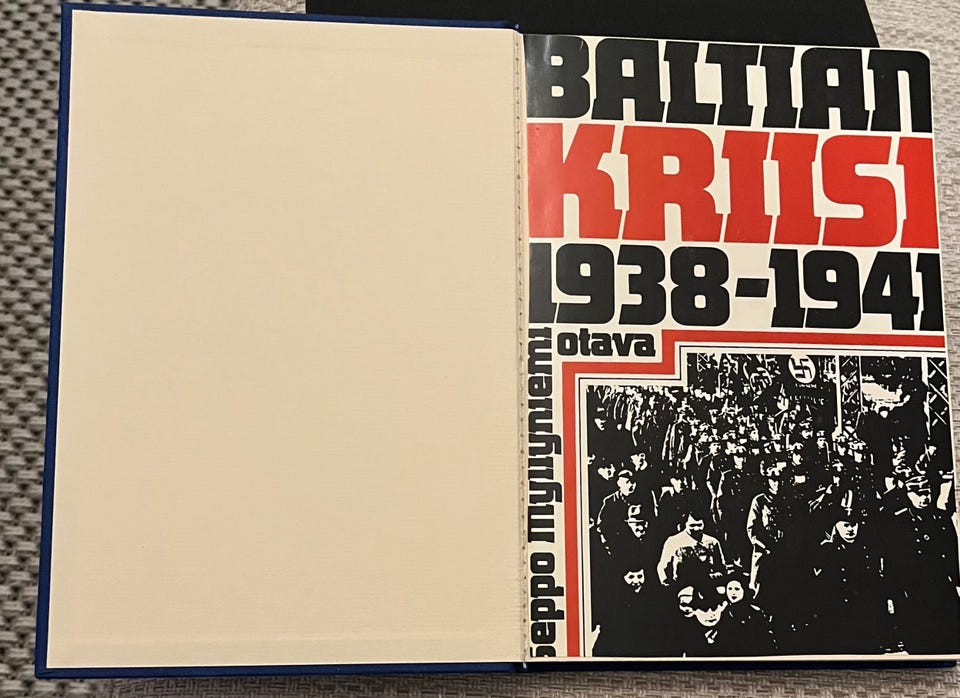 BALTIAN
KRIISI
1938-1941
otava
seppo myllyniemi